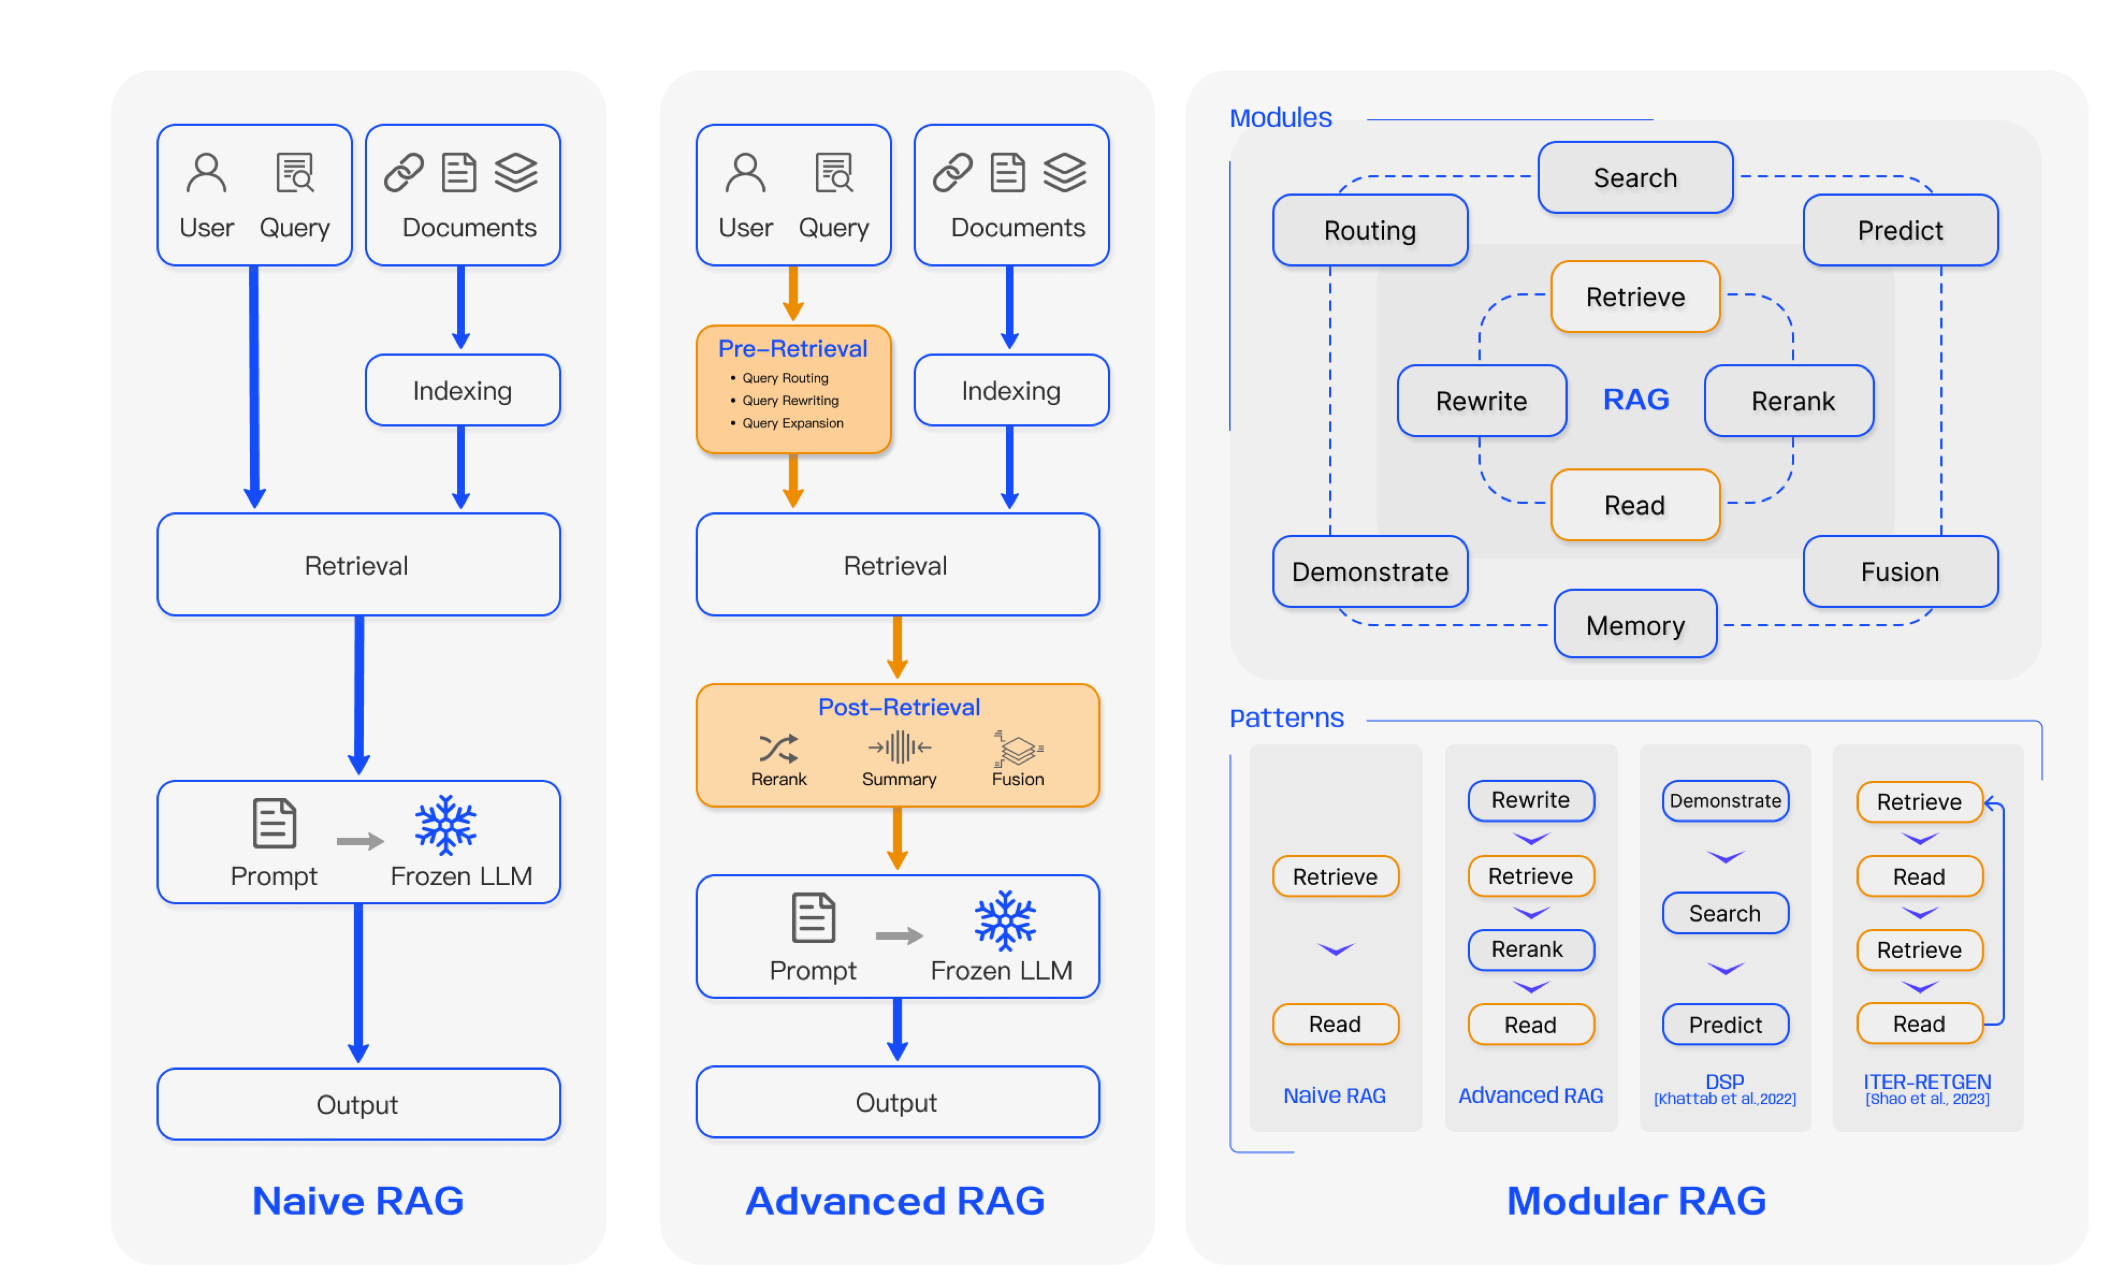 User Query
Documents
Indexing
Retrieval
Prompt
Frozen LLM
Output
Naive RAG
User Query
Documents
Pre-Retrieval
• Query Routing
• Query Rewriting
• Query Expansion
Indexing
Retrieval
Post-Retrieval
Rerank
Summary
Fusion
Prompt
Frozen LLM
Output
Advanced RAG
Modules
Search
Routing
Predict
Retrieve
Rewrite
RAG
Rerank
Read
Demonstrate
Fusion
Memory
Patterns
Retrieve
Read
Naive RAG
Rewrite
Retrieve
Rerank
Read
Advanced RAG
Demonstrate
Search
Predict
DSP
[Khattab et al.,2022]
Retrieve
Read
Retrieve
Read
ITER-RETGEN
[Shao et al., 2023]
Modular RAG